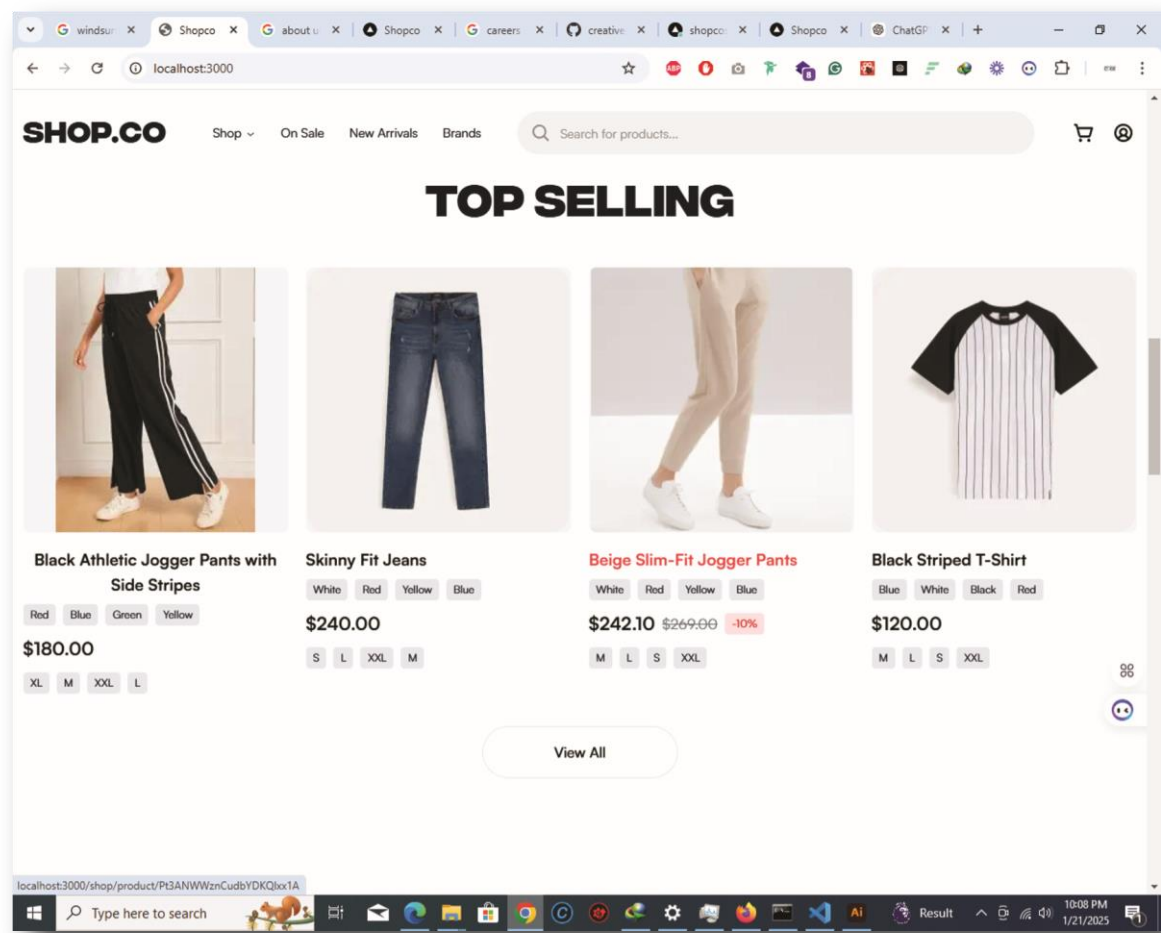 windsur
Shopco
about u
Shopco
careers
creative
shopco
Shopco
ChatGP
localhost:3000
ABP
SHOP.CO
Shop
On Sale
New Arrivals
Brands
Search for products...
TOP SELLING
Black Athletic Jogger Pants with
Side Stripes
Red Blue Green Yellow
$180.00
XL M XXL L
Skinny Fit Jeans
White Red Yellow Blue
$240.00
S L XXL M
Beige Slim-Fit Jogger Pants
White Red Yellow Blue
$242.10 $269.00 -10%
M L S XXL
Black Striped T-Shirt
Blue White Black Red
$120.00
M L S XXL
View All
localhost:3000/shop/product/Pt3ANWWznCudbYDKQlxx1A
Type here to search
Ai
Result
10:08 PM
1/21/2025